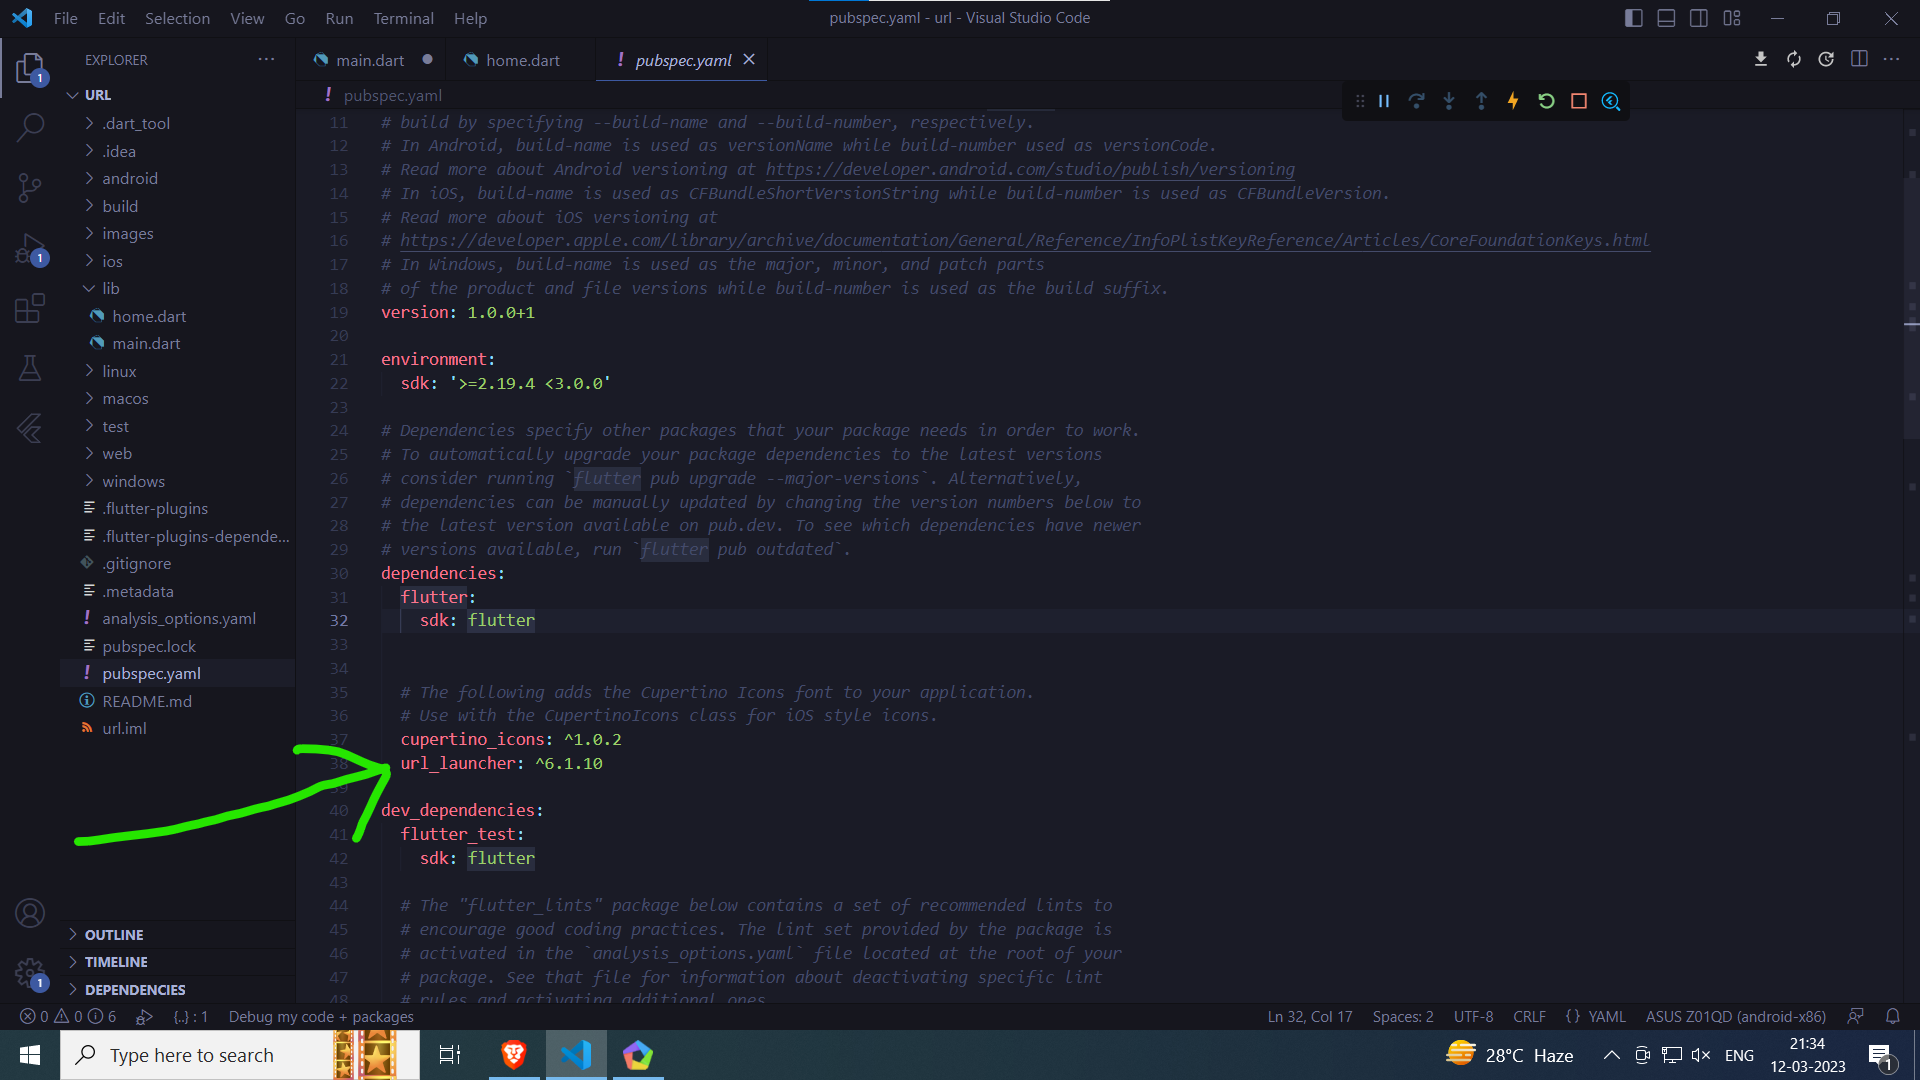 File Edit Selection View Go Run Terminal Help
pubspec.yaml - url - Visual Studio Code
EXPLORER
main.dart
home.dart
! pubspec.yaml
1
URL
! pubspec.yaml
.dart_tool
.idea
android
build
images
ios
lib
home.dart
main.dart
linux
macos
test
web
windows
.flutter-plugins
.flutter-plugins-depende...
.gitignore
.metadata
! analysis_options.yaml
pubspec.lock
! pubspec.yaml
README.md
url.iml
1
OUTLINE
TIMELINE
DEPENDENCIES
1
11 # build by specifying --build-name and --build-number, respectively.
12 # In Android, build-name is used as versionName while build-number used as versionCode.
13 # Read more about Android versioning at https://developer.android.com/studio/publish/versioning
14 # In iOS, build-name is used as CFBundleShortVersionString while build-number is used as CFBundleVersion.
15 # Read more about iOS versioning at
16 # https://developer.apple.com/library/archive/documentation/General/Reference/InfoPlistKeyReference/Articles/CoreFoundationKeys.html
17 # In Windows, build-name is used as the major, minor, and patch parts
18 # of the product and file versions while build-number is used as the build suffix.
19 version: 1.0.0+1
20
21 environment:
22 sdk: '>=2.19.4 <3.0.0'
23
24 # Dependencies specify other packages that your package needs in order to work.
25 # To automatically upgrade your package dependencies to the latest versions
26 # consider running `flutter pub upgrade --major-versions`. Alternatively,
27 # dependencies can be manually updated by changing the version numbers below to
28 # the latest version available on pub.dev. To see which dependencies have newer
29 # versions available, run `flutter pub outdated`.
30 dependencies:
31 flutter:
32 sdk: flutter
33
34
35 # The following adds the Cupertino Icons font to your application.
36 # Use with the CupertinoIcons class for iOS style icons.
37 cupertino_icons: ^1.0.2
38 url_launcher: ^6.1.10
39
40 dev_dependencies:
41 flutter_test:
42 sdk: flutter
43
44 # The "flutter_lints" package below contains a set of recommended lints to
45 # encourage good coding practices. The lint set provided by the package is
46 # activated in the `analysis_options.yaml` file located at the root of your
47 # package. See that file for information about deactivating specific lint
48 # rules and activating additional ones.
0 0 6 {..} : 1 Debug my code + packages
Ln 32, Col 17 Spaces: 2 UTF-8 CRLF {} YAML ASUS Z01QD (android-x86)
Type here to search
28°C Haze
ENG
21:34
12-03-2023
1